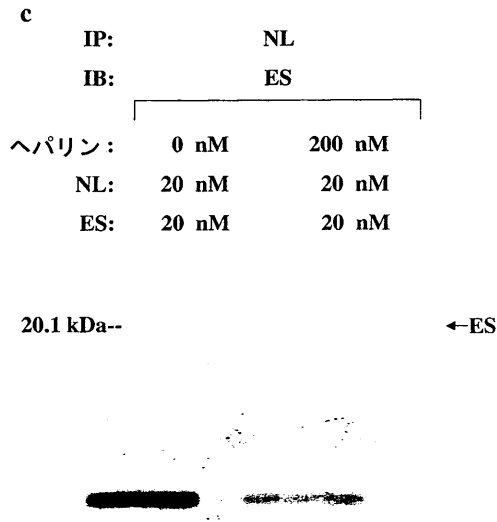 c
IP: NL
IB: ES
ヘパリン: 0 nM 200 nM
NL: 20 nM 20 nM
ES: 20 nM 20 nM
20.1 kDa-- ←ES